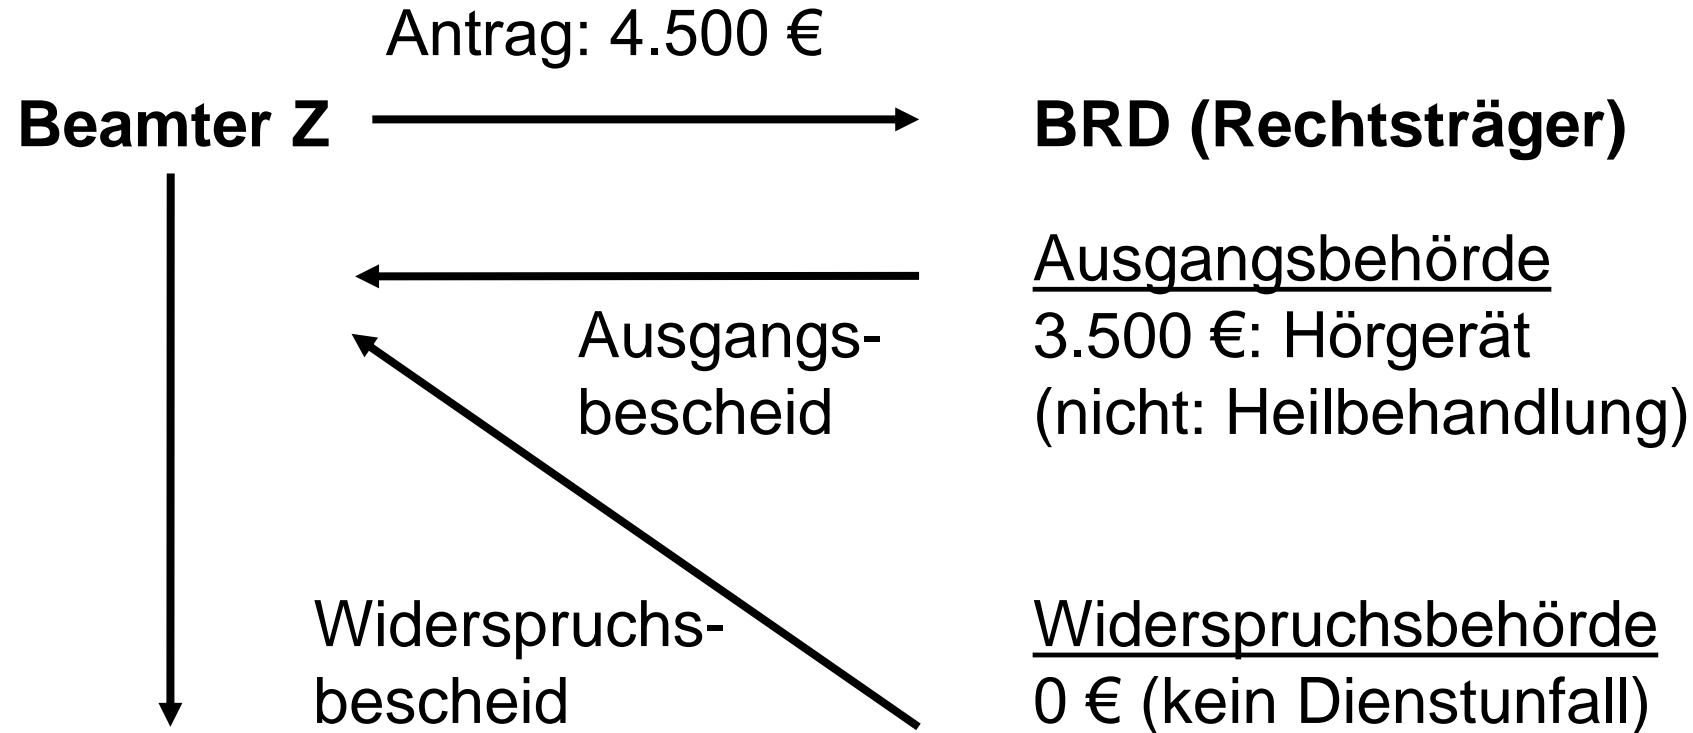 Antrag: 4.500 €
Beamter Z
BRD (Rechtsträger)
Ausgangsbehörde
3.500 €: Hörgerät
(nicht: Heilbehandlung)
Ausgangs-
bescheid
Widerspruchs-
bescheid
Widerspruchsbehörde
0 € (kein Dienstunfall)